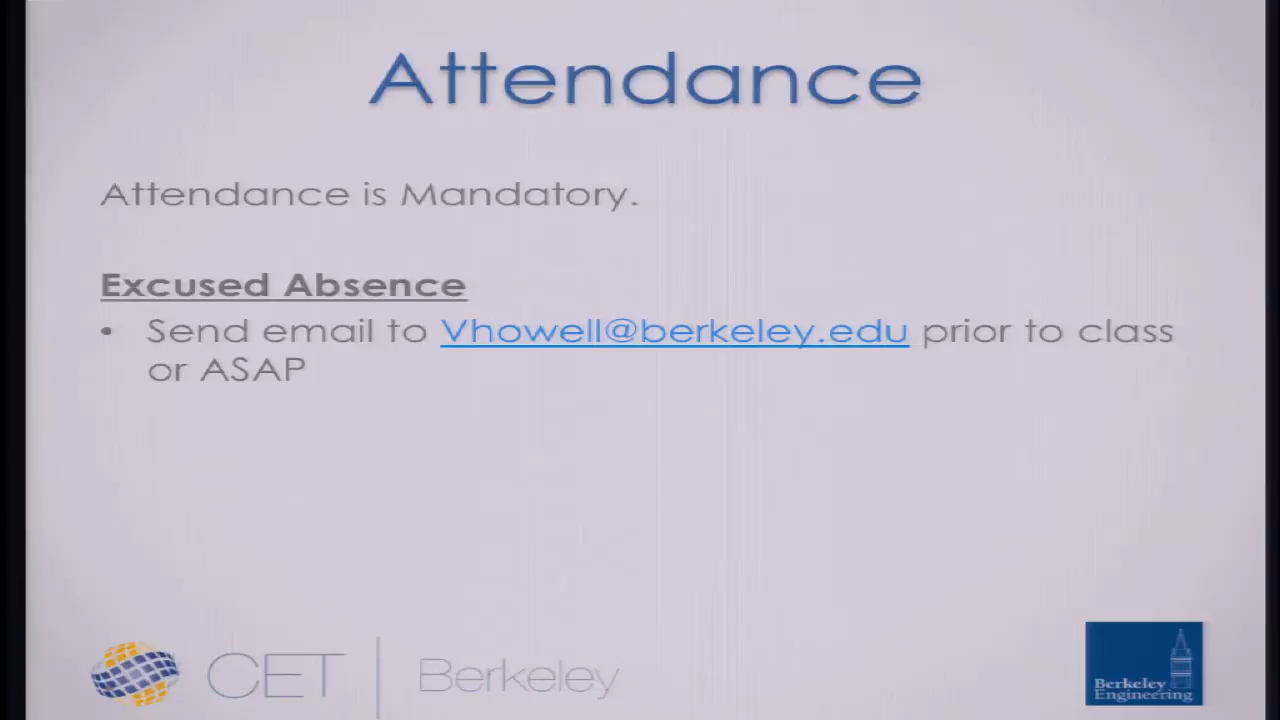 Attendance
Attendance is Mandatory.
Excused Absence
• Send email to Vhowell@berkeley.edu prior to class
or ASAP
CET | Berkeley
Berkeley
Engineering